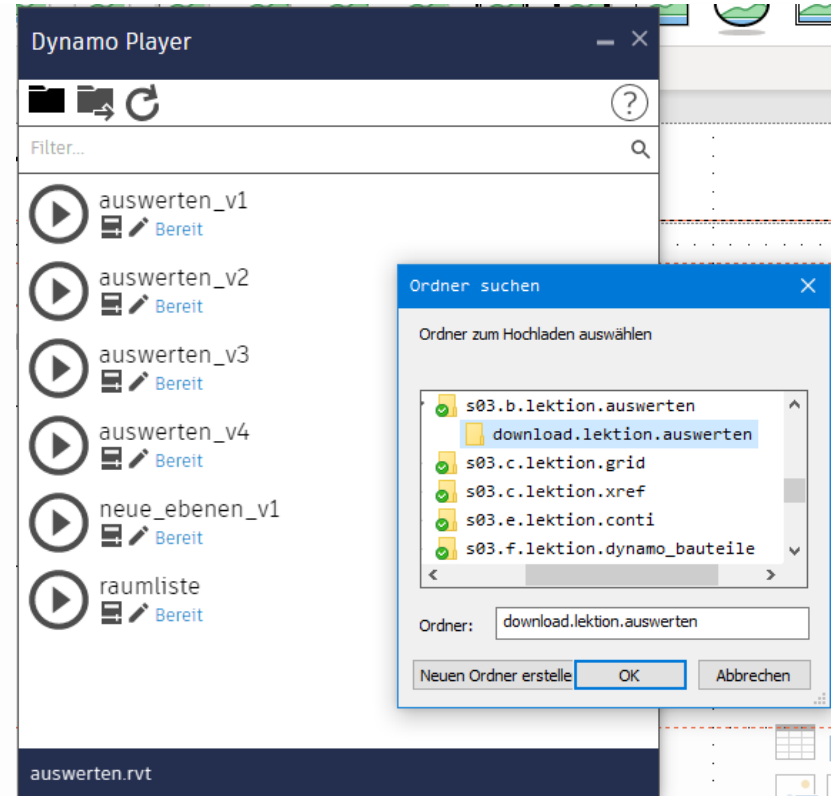 Dynamo Player
Filter...
auswerten_v1
Bereit
auswerten_v2
Bereit
auswerten_v3
Bereit
auswerten_v4
Bereit
neue_ebenen_v1
Bereit
raumliste
Bereit
auswerten.rvt
Ordner suchen
Ordner zum Hochladen auswählen
s03.b.lektion.auswerten
download.lektion.auswerten
s03.c.lektion.grid
s03.c.lektion.xref
s03.e.lektion.conti
s03.f.lektion.dynamo_bauteile
Ordner: download.lektion.auswerten
Neuen Ordner erstelle OK Abbrechen